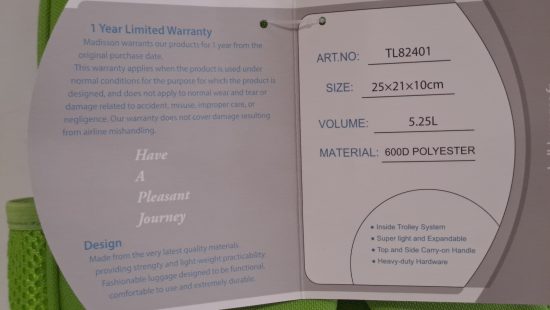 1 Year Limited Warranty
Madisson warrants our products for 1 year from the
original purchase date.
This warranty applies when the product is used under
normal conditions for the purpose for which the product is
designed, and does not apply to normal wear and tear or
damage related to accident, misuse, improper care, or
negligence. Our warranty does not cover damage resulting
from airline mishandling.
Have
A
Pleasant
Journey
Design
Made from the very latest quality materials
providing strengty and light-weight practicability.
Fashionable luggage designed to be functional,
comfortable to use and extremely durable.
ART.NO: TL82401
SIZE: 25×21×10cm
VOLUME: 5.25L
MATERIAL: 600D POLYESTER
• Inside Trolley System
• Super light and Expandable
• Top and Side Carry-on Handle
• Heavy-duty Hardware